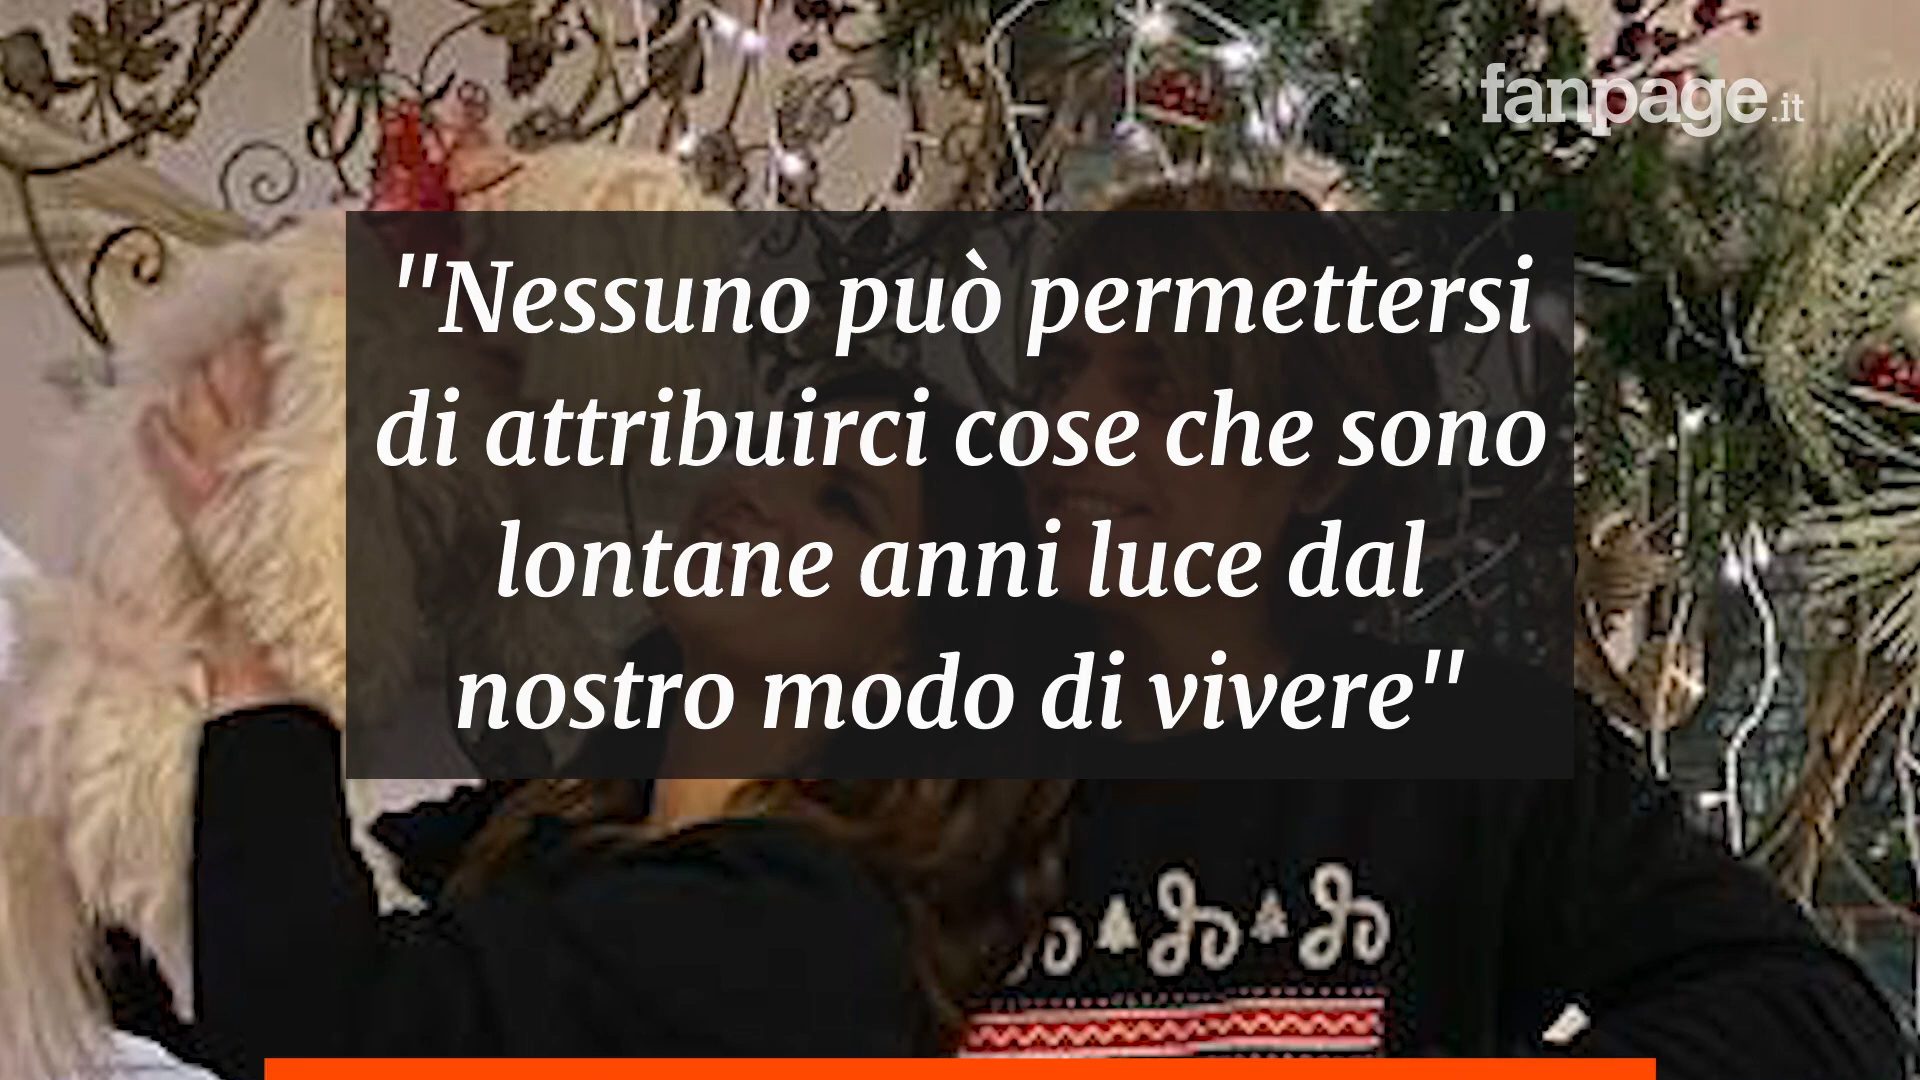 fanpage.it
"Nessuno può permettersi
di attribuirci cose che sono
lontane anni luce dal
nostro modo di vivere"